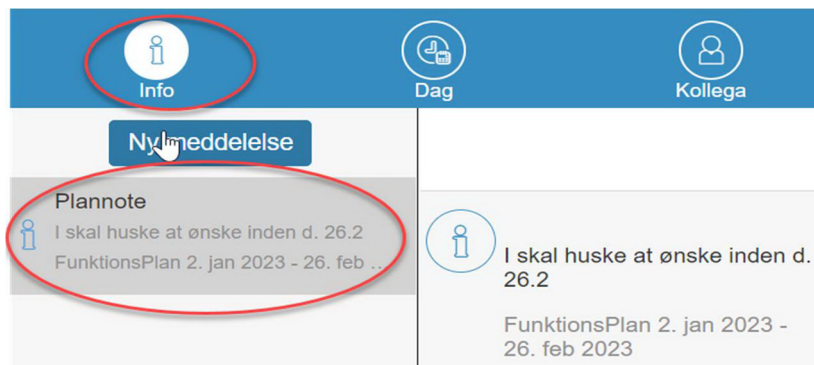 Info
Dag
Kollega
Ny meddelelse
Plannote
I skal huske at ønske inden d. 26.2
FunktionsPlan 2. jan 2023 - 26. feb ...
I skal huske at ønske inden d.
26.2
FunktionsPlan 2. jan 2023 -
26. feb 2023